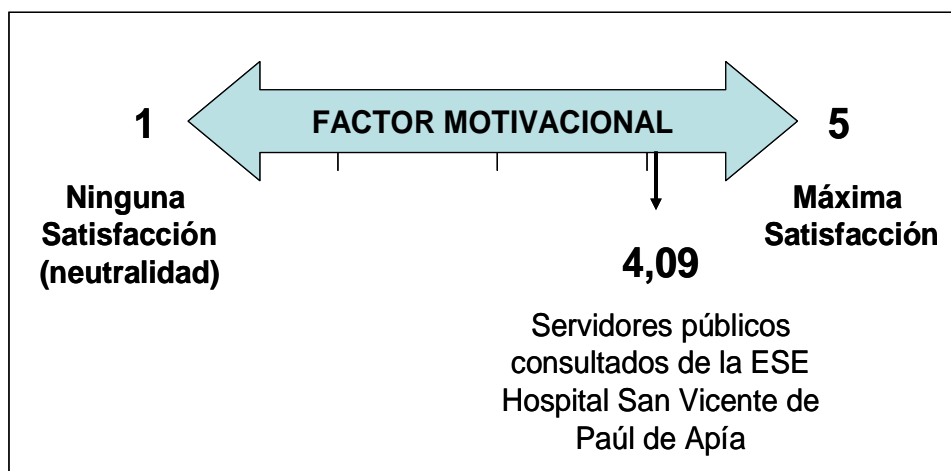 FACTOR MOTIVACIONAL
1
5
Ninguna
Satisfacción
(neutralidad)
Máxima
Satisfacción
4,09
Servidores públicos
consultados de la ESE
Hospital San Vicente de
Paúl de Apía